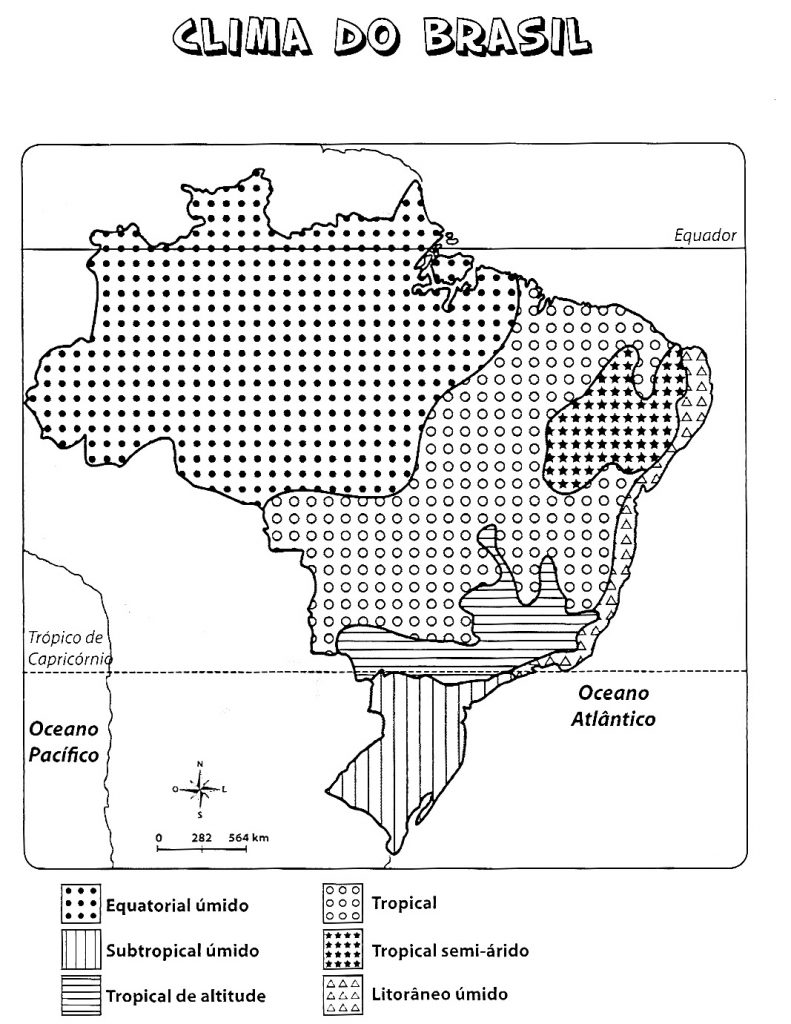 CLIMA DO BRASIL
Equador
Trópico de
Capricórnio
Oceano
Atlântico
Oceano
Pacífico
N
O L
S
0 282 564 km
Equatorial úmido
Tropical
Subtropical úmido
Tropical semi-árido
Tropical de altitude
Litorâneo úmido